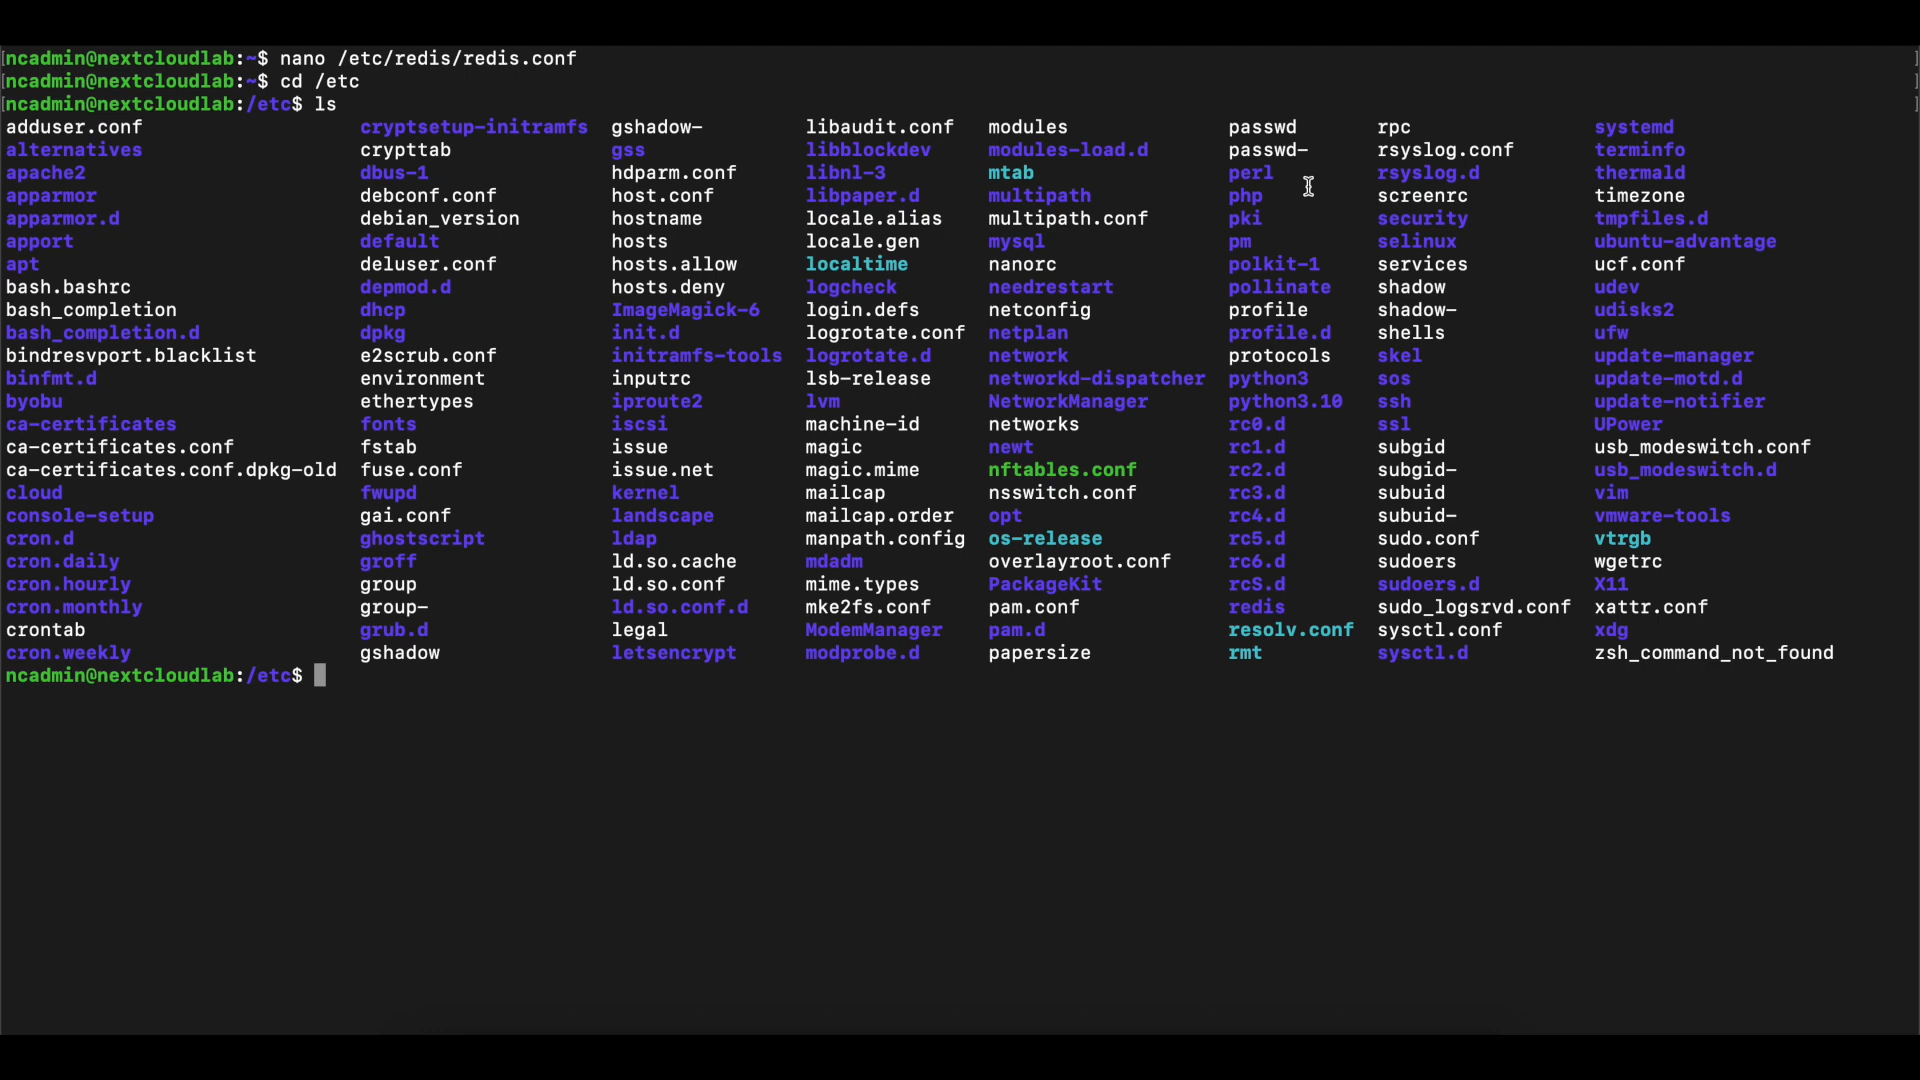 [ncadmin@nextcloudlab:~$ nano /etc/redis/redis.conf ]
[ncadmin@nextcloudlab:~$ cd /etc ]
[ncadmin@nextcloudlab:/etc$ ls ]
adduser.conf cryptsetup-initramfs gshadow- libaudit.conf modules passwd rpc systemd
alternatives crypttab gss libblockdev modules-load.d passwd- rsyslog.conf terminfo
apache2 dbus-1 hdparm.conf libnl-3 mtab perl rsyslog.d thermald
apparmor debconf.conf host.conf libpaper.d multipath php screenrc timezone
apparmor.d debian_version hostname locale.alias multipath.conf pki security tmpfiles.d
apport default hosts locale.gen mysql pm selinux ubuntu-advantage
apt deluser.conf hosts.allow localtime nanorc polkit-1 services ucf.conf
bash.bashrc depmod.d hosts.deny logcheck needrestart pollinate shadow udev
bash_completion dhcp ImageMagick-6 login.defs netconfig profile shadow- udisks2
bash_completion.d dpkg init.d logrotate.conf netplan profile.d shells ufw
bindresvport.blacklist e2scrub.conf initramfs-tools logrotate.d network protocols skel update-manager
binfmt.d environment inputrc lsb-release networkd-dispatcher python3 sos update-motd.d
byobu ethertypes iproute2 lvm NetworkManager python3.10 ssh update-notifier
ca-certificates fonts iscsi machine-id networks rc0.d ssl UPower
ca-certificates.conf fstab issue magic newt rc1.d subgid usb_modeswitch.conf
ca-certificates.conf.dpkg-old fuse.conf issue.net magic.mime nftables.conf rc2.d subgid- usb_modeswitch.d
cloud fwupd kernel mailcap nsswitch.conf rc3.d subuid vim
console-setup gai.conf landscape mailcap.order opt rc4.d subuid- vmware-tools
cron.d ghostscript ldap manpath.config os-release rc5.d sudo.conf vtrgb
cron.daily groff ld.so.cache mdadm overlayroot.conf rc6.d sudoers wgetrc
cron.hourly group ld.so.conf mime.types PackageKit rcS.d sudoers.d X11
cron.monthly group- ld.so.conf.d mke2fs.conf pam.conf redis sudo_logsrvd.conf xattr.conf
crontab grub.d legal ModemManager pam.d resolv.conf sysctl.conf xdg
cron.weekly gshadow letsencrypt modprobe.d papersize rmt sysctl.d zsh_command_not_found
ncadmin@nextcloudlab:/etc$